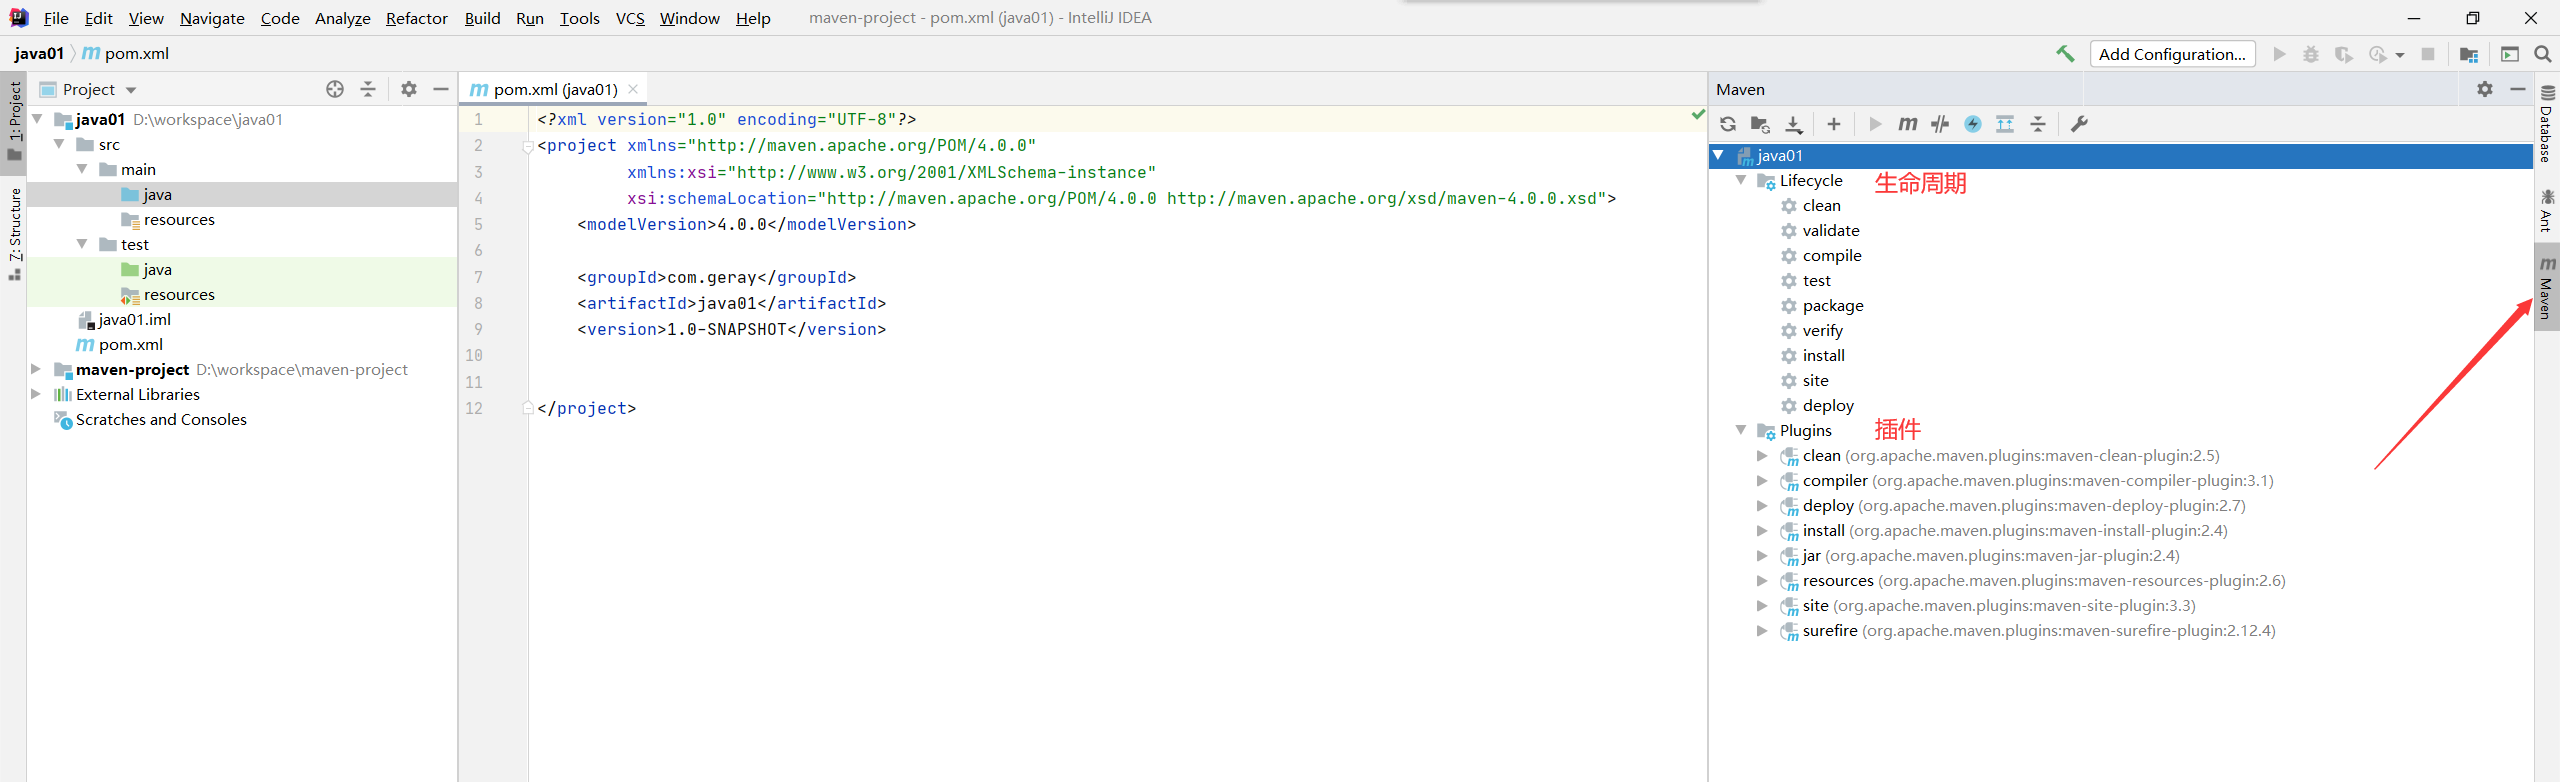 File Edit View Navigate Code Analyze Refactor Build Run Tools VCS Window Help maven-project - pom.xml (java01) - IntelliJ IDEA
java01 pom.xml
Add Configuration...
1: Project
7: Structure
Project
java01 D:\workspace\java01
src
main
java
resources
test
java
resources
java01.iml
pom.xml
maven-project D:\workspace\maven-project
External Libraries
Scratches and Consoles
pom.xml (java01)
1 <?xml version="1.0" encoding="UTF-8"?>
2 <project xmlns="http://maven.apache.org/POM/4.0.0"
3 xmlns:xsi="http://www.w3.org/2001/XMLSchema-instance"
4 xsi:schemaLocation="http://maven.apache.org/POM/4.0.0 http://maven.apache.org/xsd/maven-4.0.0.xsd">
5 <modelVersion>4.0.0</modelVersion>
6
7 <groupId>com.geray</groupId>
8 <artifactId>java01</artifactId>
9 <version>1.0-SNAPSHOT</version>
10
11
12 </project>
Maven
java01
Lifecycle 生命周期
clean
validate
compile
test
package
verify
install
site
deploy
Plugins 插件
clean (org.apache.maven.plugins:maven-clean-plugin:2.5)
compiler (org.apache.maven.plugins:maven-compiler-plugin:3.1)
deploy (org.apache.maven.plugins:maven-deploy-plugin:2.7)
install (org.apache.maven.plugins:maven-install-plugin:2.4)
jar (org.apache.maven.plugins:maven-jar-plugin:2.4)
resources (org.apache.maven.plugins:maven-resources-plugin:2.6)
site (org.apache.maven.plugins:maven-site-plugin:3.3)
surefire (org.apache.maven.plugins:maven-surefire-plugin:2.12.4)
Database
Ant
Maven